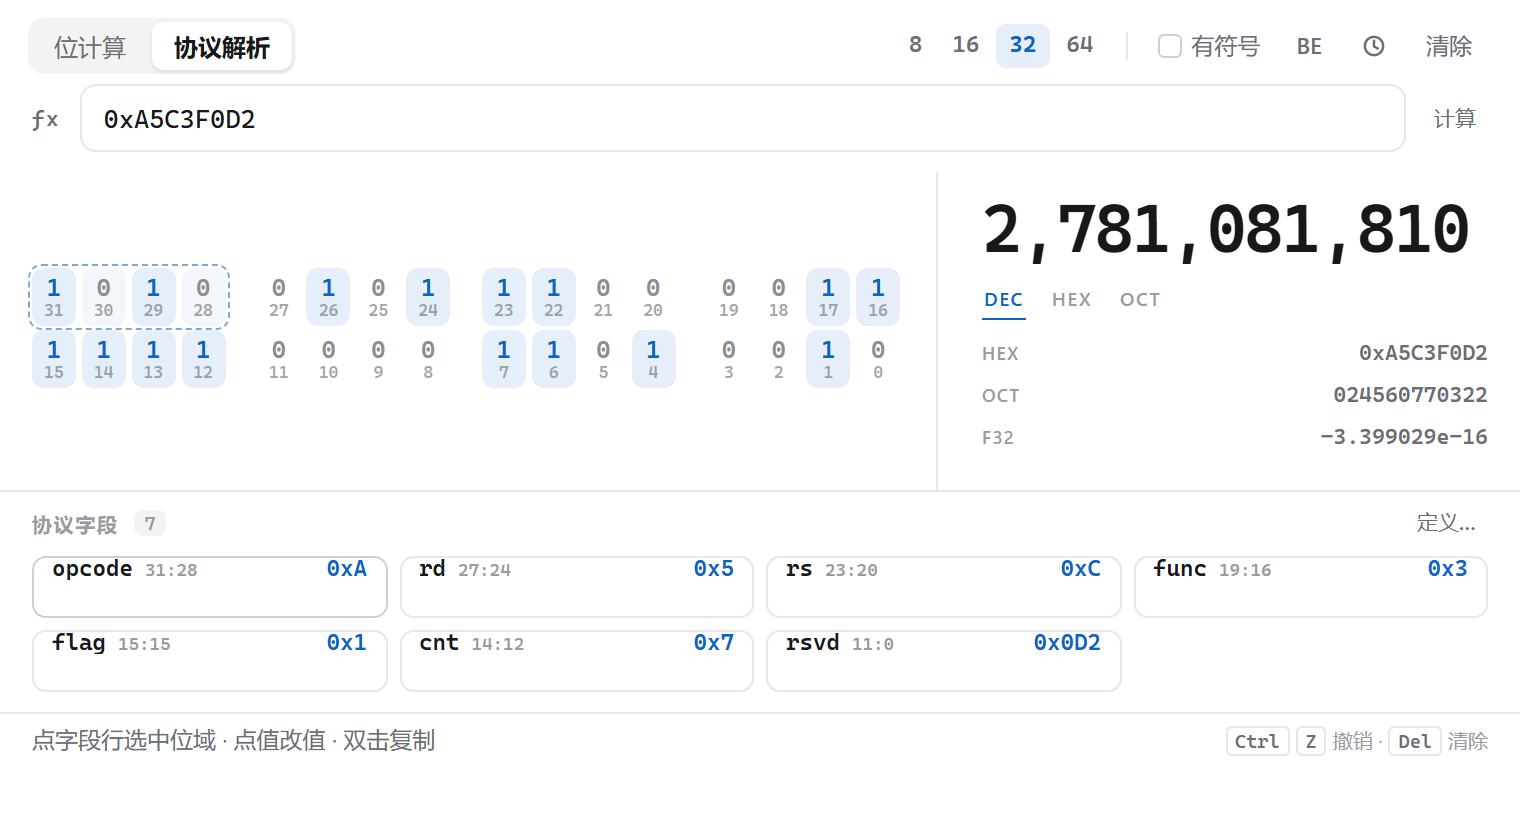 位计算 协议解析 8 16 32 64 有符号 BE 清除
ƒx 0xA5C3F0D2 计算
2,781,081,810
DEC HEX OCT
HEX 0xA5C3F0D2
OCT 024560770322
F32 −3.399029e−16
1 0 1 0 0 1 0 1 1 1 0 0 0 0 1 1
31 30 29 28 27 26 25 24 23 22 21 20 19 18 17 16
1 1 1 1 0 0 0 0 1 1 0 1 0 0 1 0
15 14 13 12 11 10 9 8 7 6 5 4 3 2 1 0
协议字段 7 定义...
opcode 31:28 0xA rd 27:24 0x5 rs 23:20 0xC func 19:16 0x3
flag 15:15 0x1 cnt 14:12 0x7 rsvd 11:0 0x0D2
点字段行选中位域 · 点值改值 · 双击复制 Ctrl Z 撤销 · Del 清除